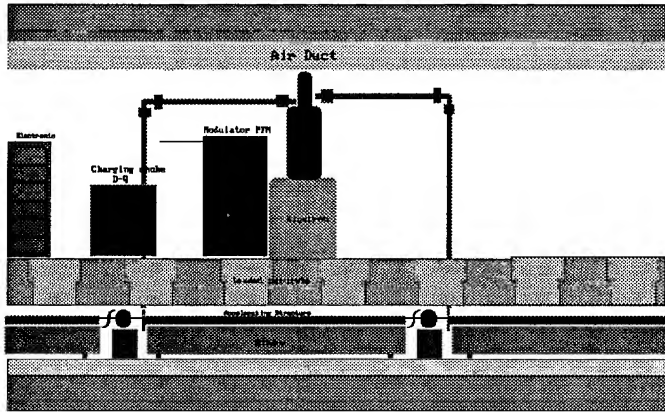 Air Duct
Electronic
Modulator PFN
Charging choke
D-Q
Klystron
Accelerating Structure